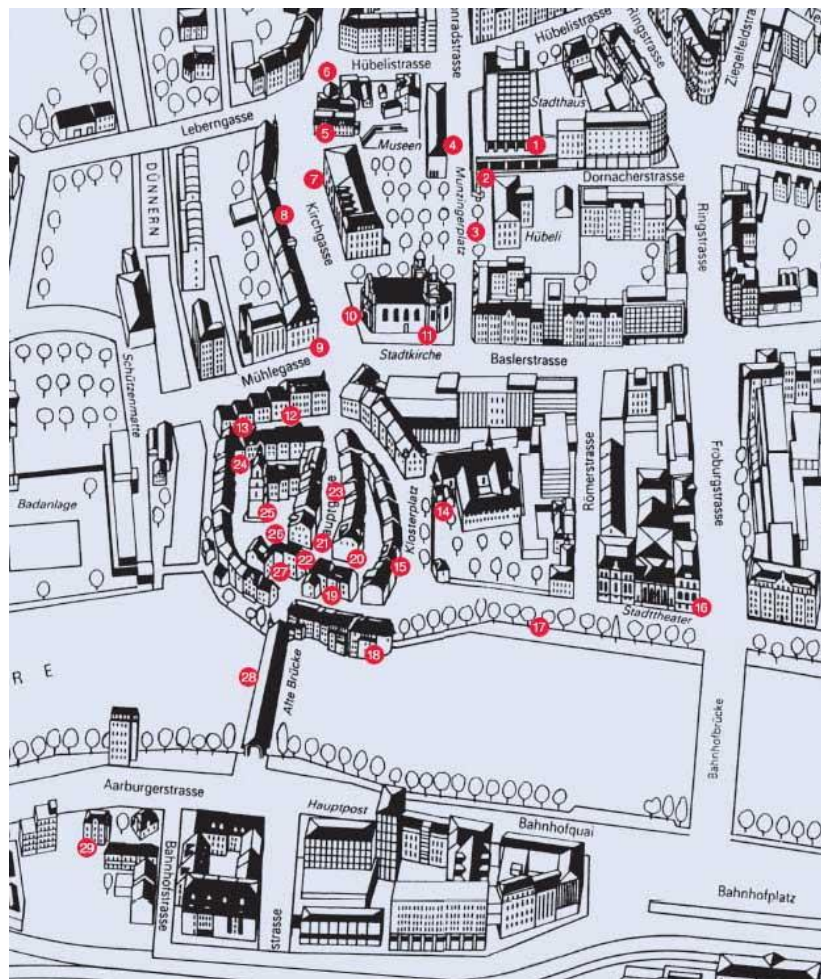 Hübelistrasse
onradstrasse
Hübelistrasse
Ringstrasse
Ziegelfeldstr
6
Leberngasse
5
Museen
4
Stadthaus
1
2
Dornacherstrasse
DÜNNERN
7
8
Kirchgasse
Munzingerplatz
3
Hübeli
Ringstrasse
10
11
9
Stadtkirche
Baslerstrasse
Mühlegasse
Schützenmatte
13
12
24
Badanlage
25
26
23
21
22
27
20
19
15
Klosterplatz
14
Römerstrasse
Froburgstrasse
16
Stadttheater
17
18
R E
28
Alte Brücke
Bahnhofbrücke
Aarburgerstrasse
Hauptpost
Bahnhofquai
29
Bahnhofstrasse
strasse
Bahnhofplatz